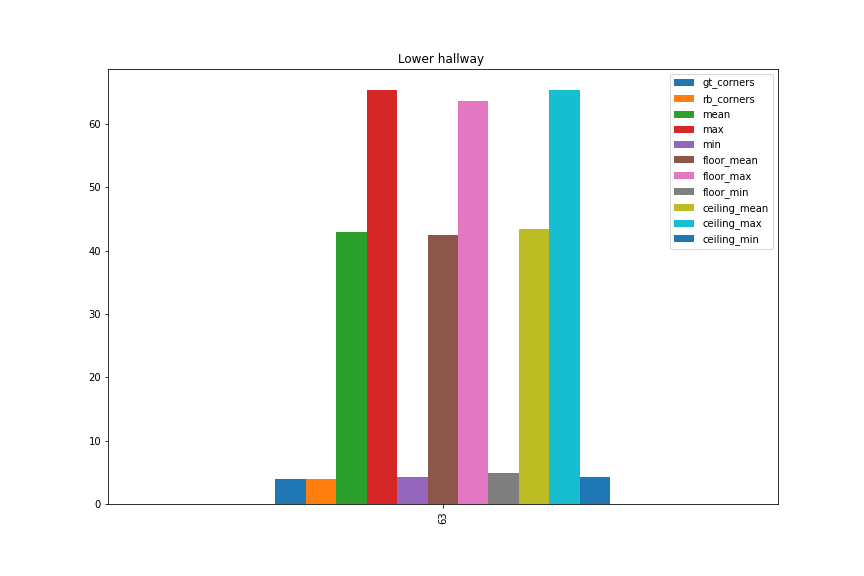 Lower hallway
gt_corners
rb_corners
mean
max
min
floor_mean
floor_max
floor_min
ceiling_mean
ceiling_max
ceiling_min
60
50
40
30
20
10
0
63